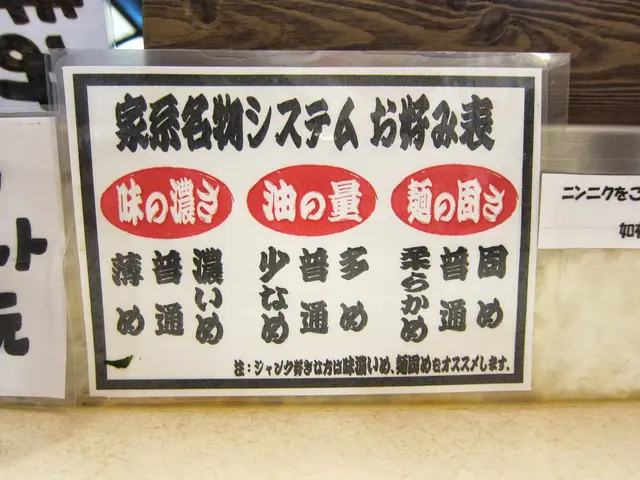 家系名物システム お好み表
味の濃さ
油の量
麺の固さ
濃いめ
普通
薄め
多め
普通
少なめ
固め
普通
柔らかめ
注：ジャンク好きな方は味濃いめ、麺固めをオススメします。
ニンニクをご